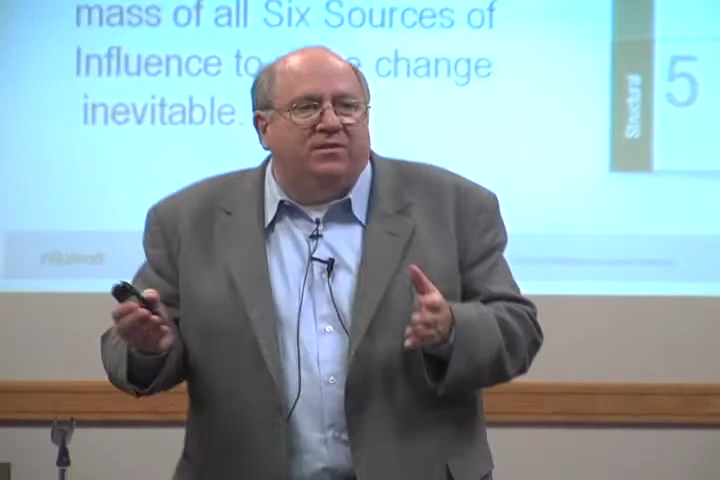 mass of all Six Sources of
Influence to e change
inevitable.
Structural
5